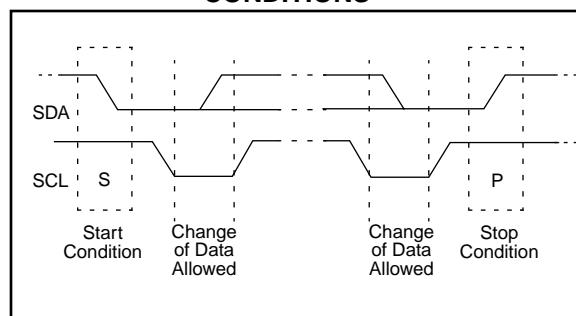 CONDITIONS
SDA
SCL
S
P
Start
Condition
Change
of Data
Allowed
Change
of Data
Allowed
Stop
Condition